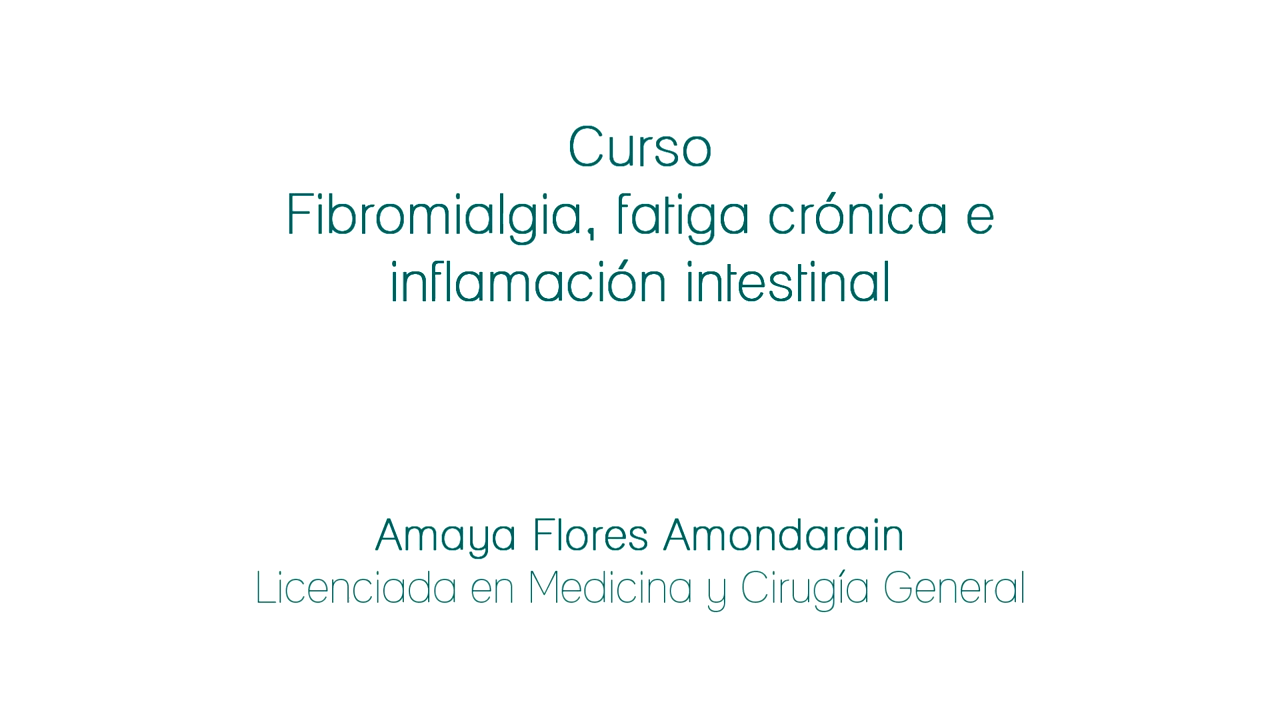 Curso
Fibromialgia, fatiga crónica e
inflamación intestinal
Amaya Flores Amondarain
Licenciada en Medicina y Cirugía General